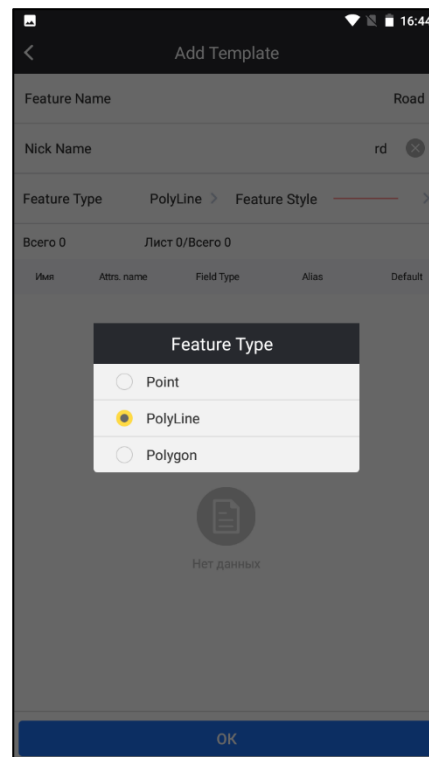 16:44
Add Template
Feature Name Road
Nick Name rd
Feature Type PolyLine Feature Style
Всего 0 Лист 0/Всего 0
Имя Attrs. name Field Type Alias Default
Feature Type
Point
PolyLine
Polygon
Нет данных
OK